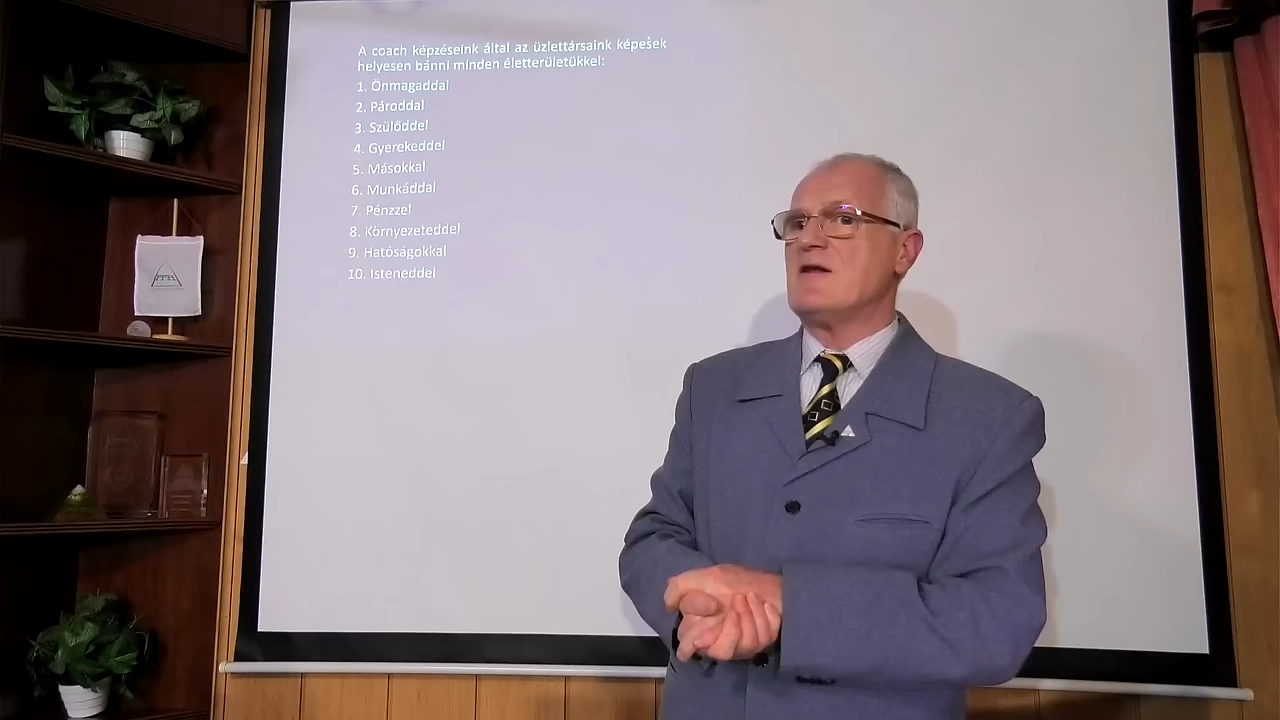 A coach képzéseink által az üzlettársaink képesek
helyesen bánni minden életterületükkel:
1. Önmagaddal
2. Pároddal
3. Szülőddel
4. Gyerekeddel
5. Másokkal
6. Munkáddal
7. Pénzzel
8. Környezeteddel
9. Hatóságokkal
10. Isteneddel